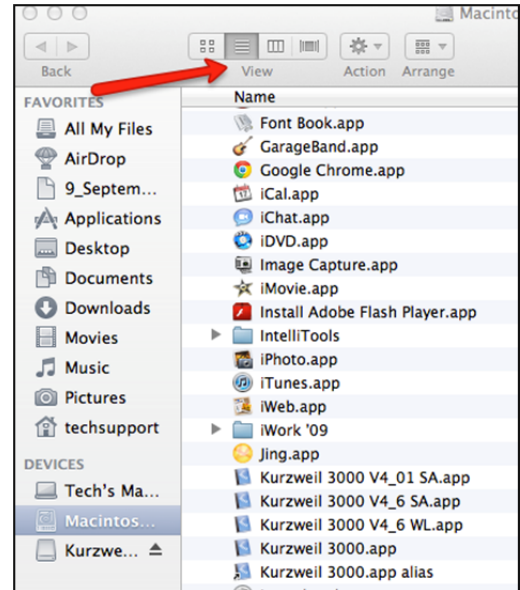 Macinto
Back
View
Action
Arrange
FAVORITES
All My Files
AirDrop
9_Septem...
Applications
Desktop
Documents
Downloads
Movies
Music
Pictures
techsupport
DEVICES
Tech's Ma...
Macintos...
Kurzwe...
Name
Font Book.app
GarageBand.app
Google Chrome.app
iCal.app
iChat.app
iDVD.app
Image Capture.app
iMovie.app
Install Adobe Flash Player.app
IntelliTools
iPhoto.app
iTunes.app
iWeb.app
iWork '09
Jing.app
Kurzweil 3000 V4_01 SA.app
Kurzweil 3000 V4_6 SA.app
Kurzweil 3000 V4_6 WL.app
Kurzweil 3000.app
Kurzweil 3000.app alias